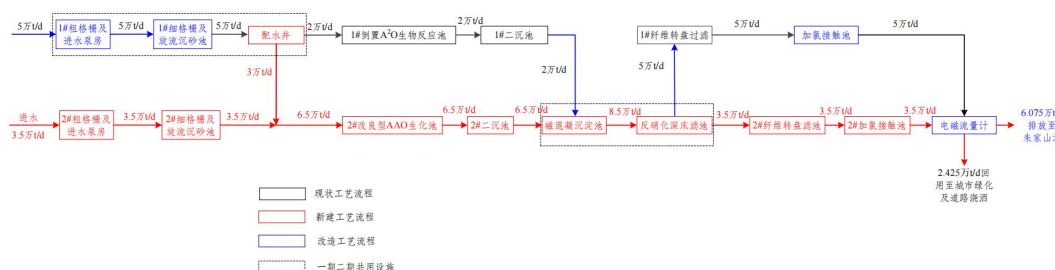 5万t/d
1#粗格栅及
进水泵房
5万t/d
1#细格栅及
旋流沉砂池
5万t/d
配水井
2万t/d
1#倒置A²O生物反应池
2万t/d
1#二沉池
1#纤维转盘过滤
5万t/d
加氯接触池
5万t/d
3万t/d
2万t/d
5万t/d
进水
3.5万t/d
2#粗格栅及
进水泵房
3.5万t/d
2#细格栅及
旋流沉砂池
3.5万t/d
6.5万t/d
2#改良型AAO生化池
6.5万t/d
2#二沉池
6.5万t/d
磁混凝沉淀池
8.5万t/d
反硝化深床滤池
3.5万t/d
2#纤维转盘滤池
3.5万t/d
2#加氯接触池
3.5万t/d
电磁流量计
6.075万t/
排放至
朱家山
2.425万t/d回
用至城市绿化
及道路浇洒
现状工艺流程
新建工艺流程
改造工艺流程
一期二期共用设施